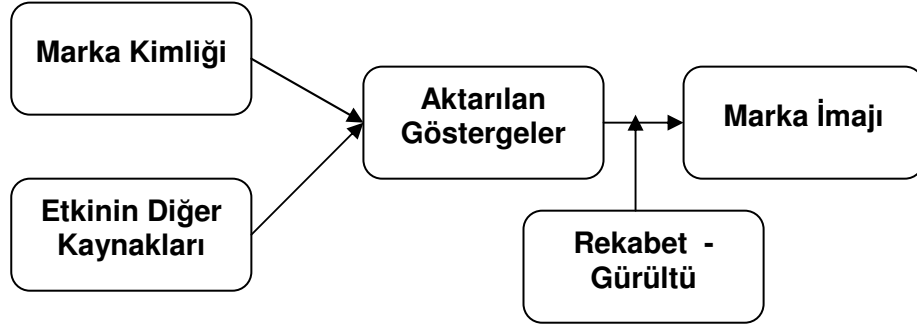 Marka Kimliği
Aktarılan
Göstergeler
Marka İmajı
Etkinin Diğer
Kaynakları
Rekabet -
Gürültü